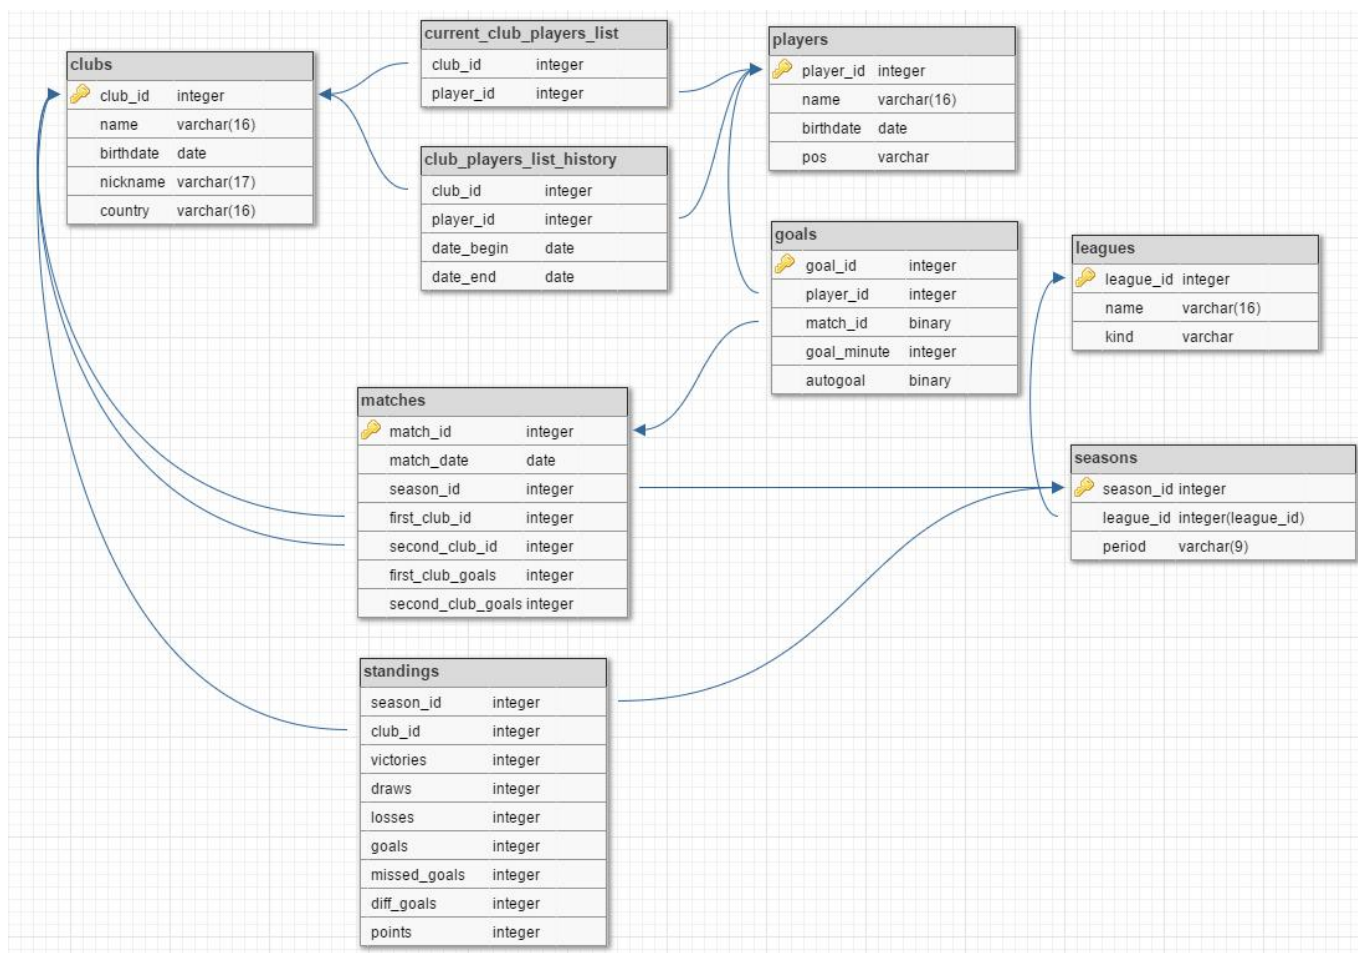 clubs
club_id integer
name varchar(16)
birthdate date
nickname varchar(17)
country varchar(16)
current_club_players_list
club_id integer
player_id integer
club_players_list_history
club_id integer
player_id integer
date_begin date
date_end date
players
player_id integer
name varchar(16)
birthdate date
pos varchar
goals
goal_id integer
player_id integer
match_id binary
goal_minute integer
autogoal binary
leagues
league_id integer
name varchar(16)
kind varchar
matches
match_id integer
match_date date
season_id integer
first_club_id integer
second_club_id integer
first_club_goals integer
second_club_goals integer
seasons
season_id integer
league_id integer(league_id)
period varchar(9)
standings
season_id integer
club_id integer
victories integer
draws integer
losses integer
goals integer
missed_goals integer
diff_goals integer
points integer